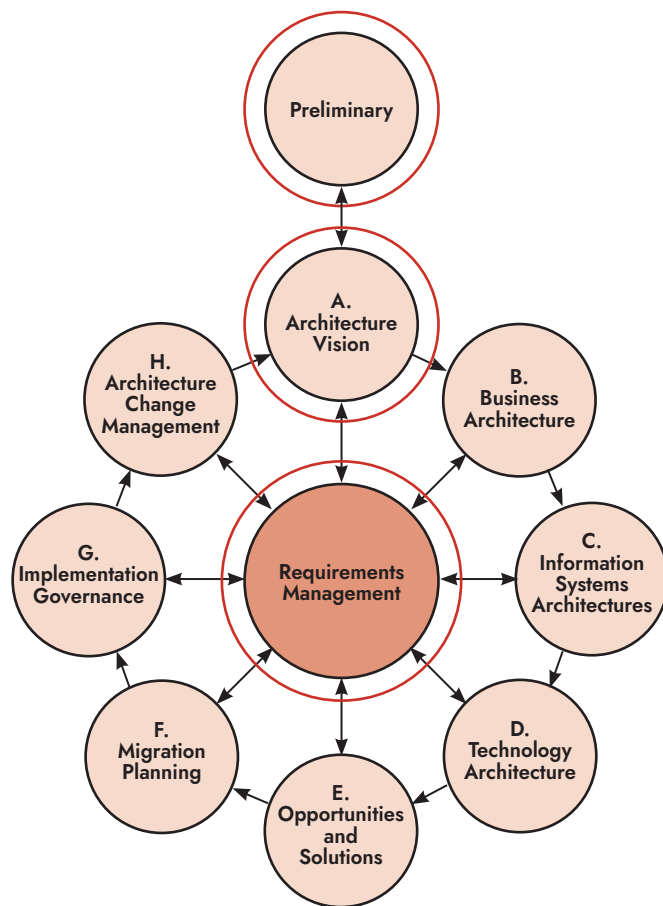 Preliminary
A.
Architecture
Vision
H.
Architecture
Change
Management
B.
Business
Architecture
G.
Implementation
Governance
Requirements
Management
C.
Information
Systems
Architectures
F.
Migration
Planning
D.
Technology
Architecture
E.
Opportunities
and
Solutions